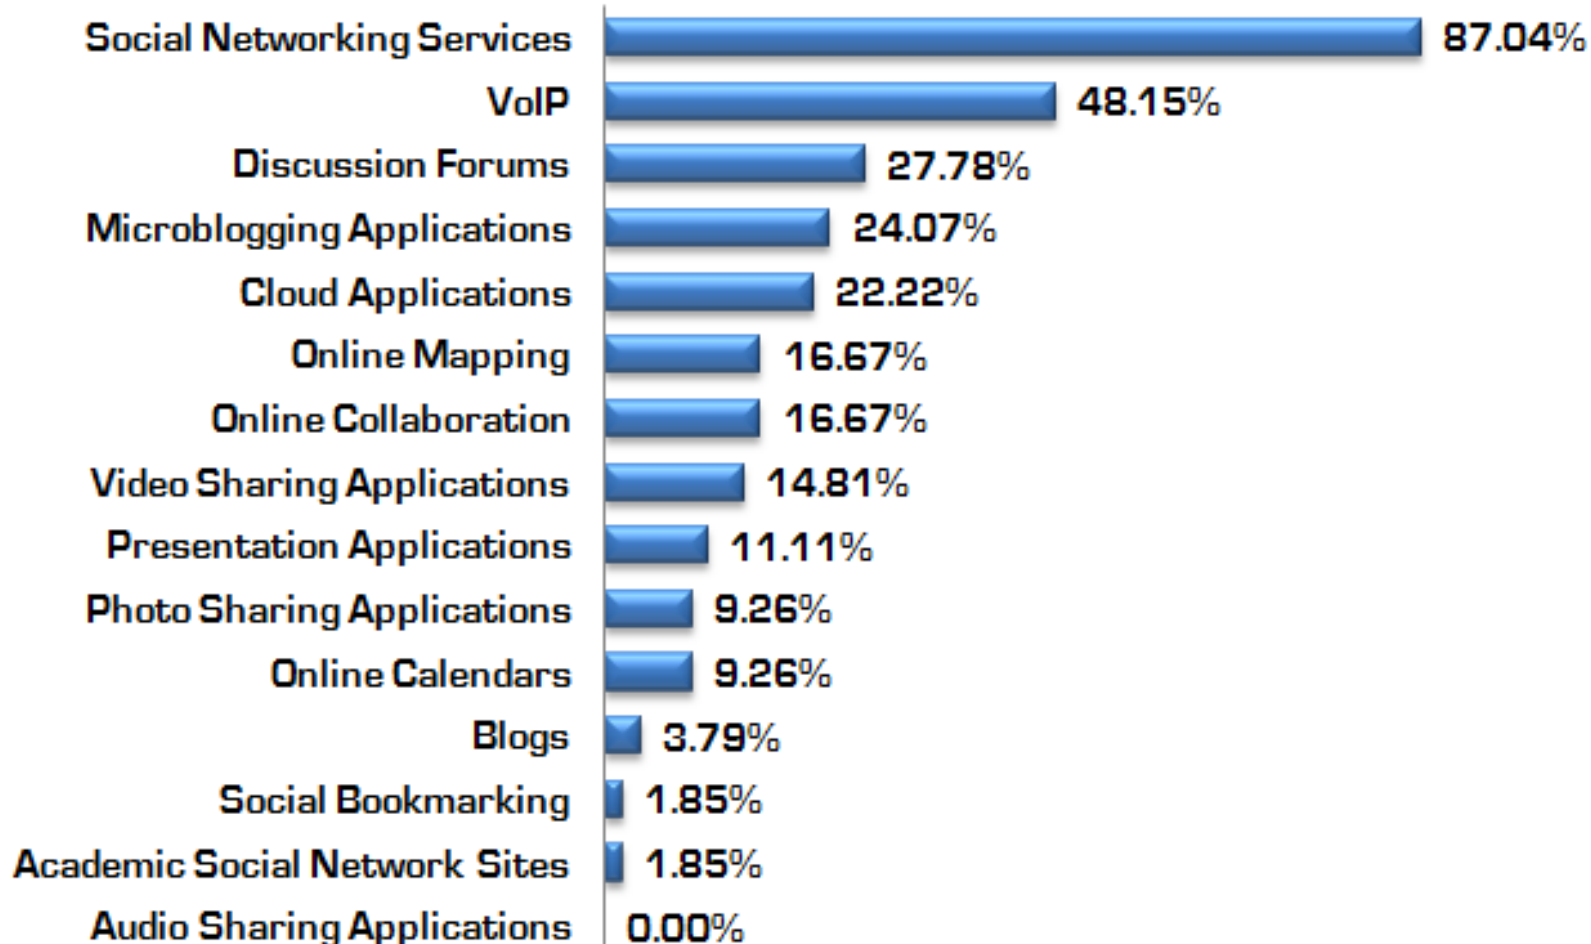 Social Networking Services 87.04%
VoIP 48.15%
Discussion Forums 27.78%
Microblogging Applications 24.07%
Cloud Applications 22.22%
Online Mapping 16.67%
Online Collaboration 16.67%
Video Sharing Applications 14.81%
Presentation Applications 11.11%
Photo Sharing Applications 9.26%
Online Calendars 9.26%
Blogs 3.79%
Social Bookmarking 1.85%
Academic Social Network Sites 1.85%
Audio Sharing Applications 0.00%